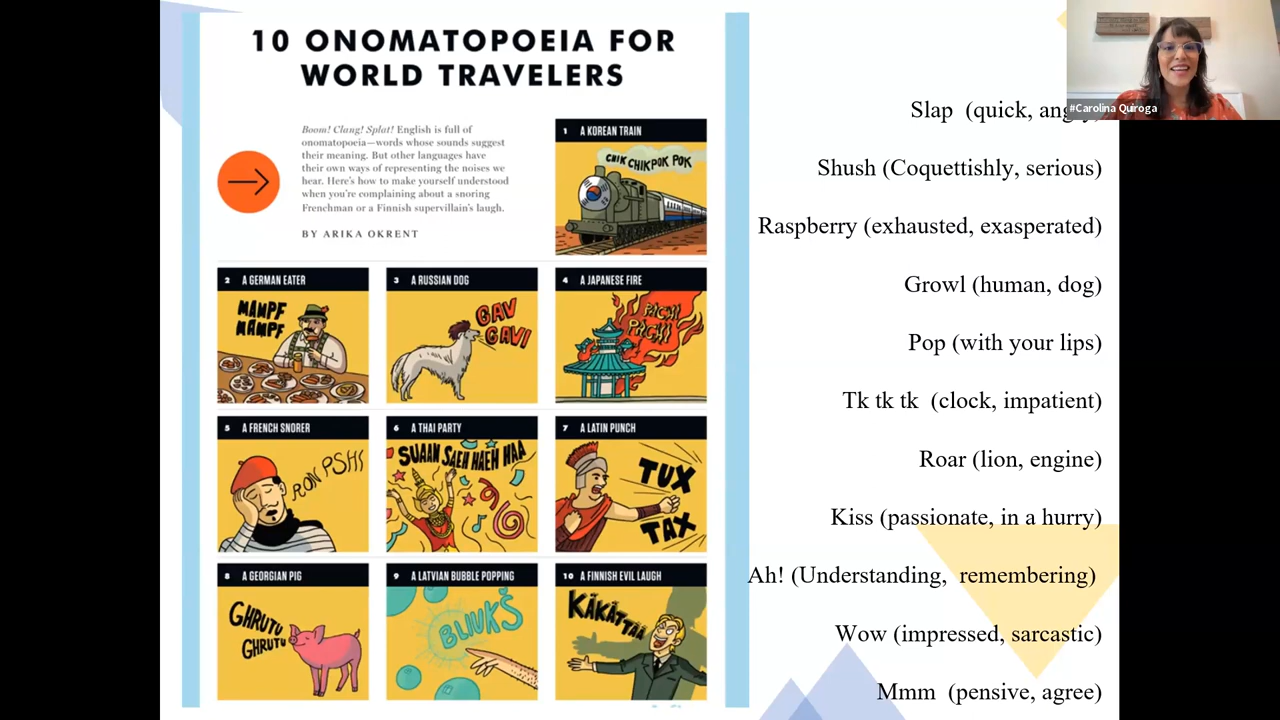 10 ONOMATOPOEIA FOR
WORLD TRAVELERS
Boom! Clang! Splat! English is full of
onomatopoeia—words whose sounds suggest
their meaning. But other languages have
their own ways of representing the noises we
hear. Here's how to make yourself understood
when you're complaining about a snoring
Frenchman or a Finnish supervillain's laugh.
BY ARIKA OKRENT
1 A KOREAN TRAIN
CHIK CHIKPOK POK
2 A GERMAN EATER
MAMPF
MAMPF
3 A RUSSIAN DOG
GAV
GAV!
4 A JAPANESE FIRE
PACHI
PACHI
5 A FRENCH SNORER
RON PSHI
6 A THAI PARTY
SUAAN SAEH HAEH HAA
7 A LATIN PUNCH
TUX
TAX
8 A GEORGIAN PIG
GHRUTU
GHRUTU
9 A LATVIAN BUBBLE POPPING
BLIUKŠ
10 A FINNISH EVIL LAUGH
KÄKÄTTÄÄ
#Carolina Quiroga
Slap (quick, angry,
Shush (Coquettishly, serious)
Raspberry (exhausted, exasperated)
Growl (human, dog)
Pop (with your lips)
Tk tk tk (clock, impatient)
Roar (lion, engine)
Kiss (passionate, in a hurry)
Ah! (Understanding, remembering)
Wow (impressed, sarcastic)
Mmm (pensive, agree)